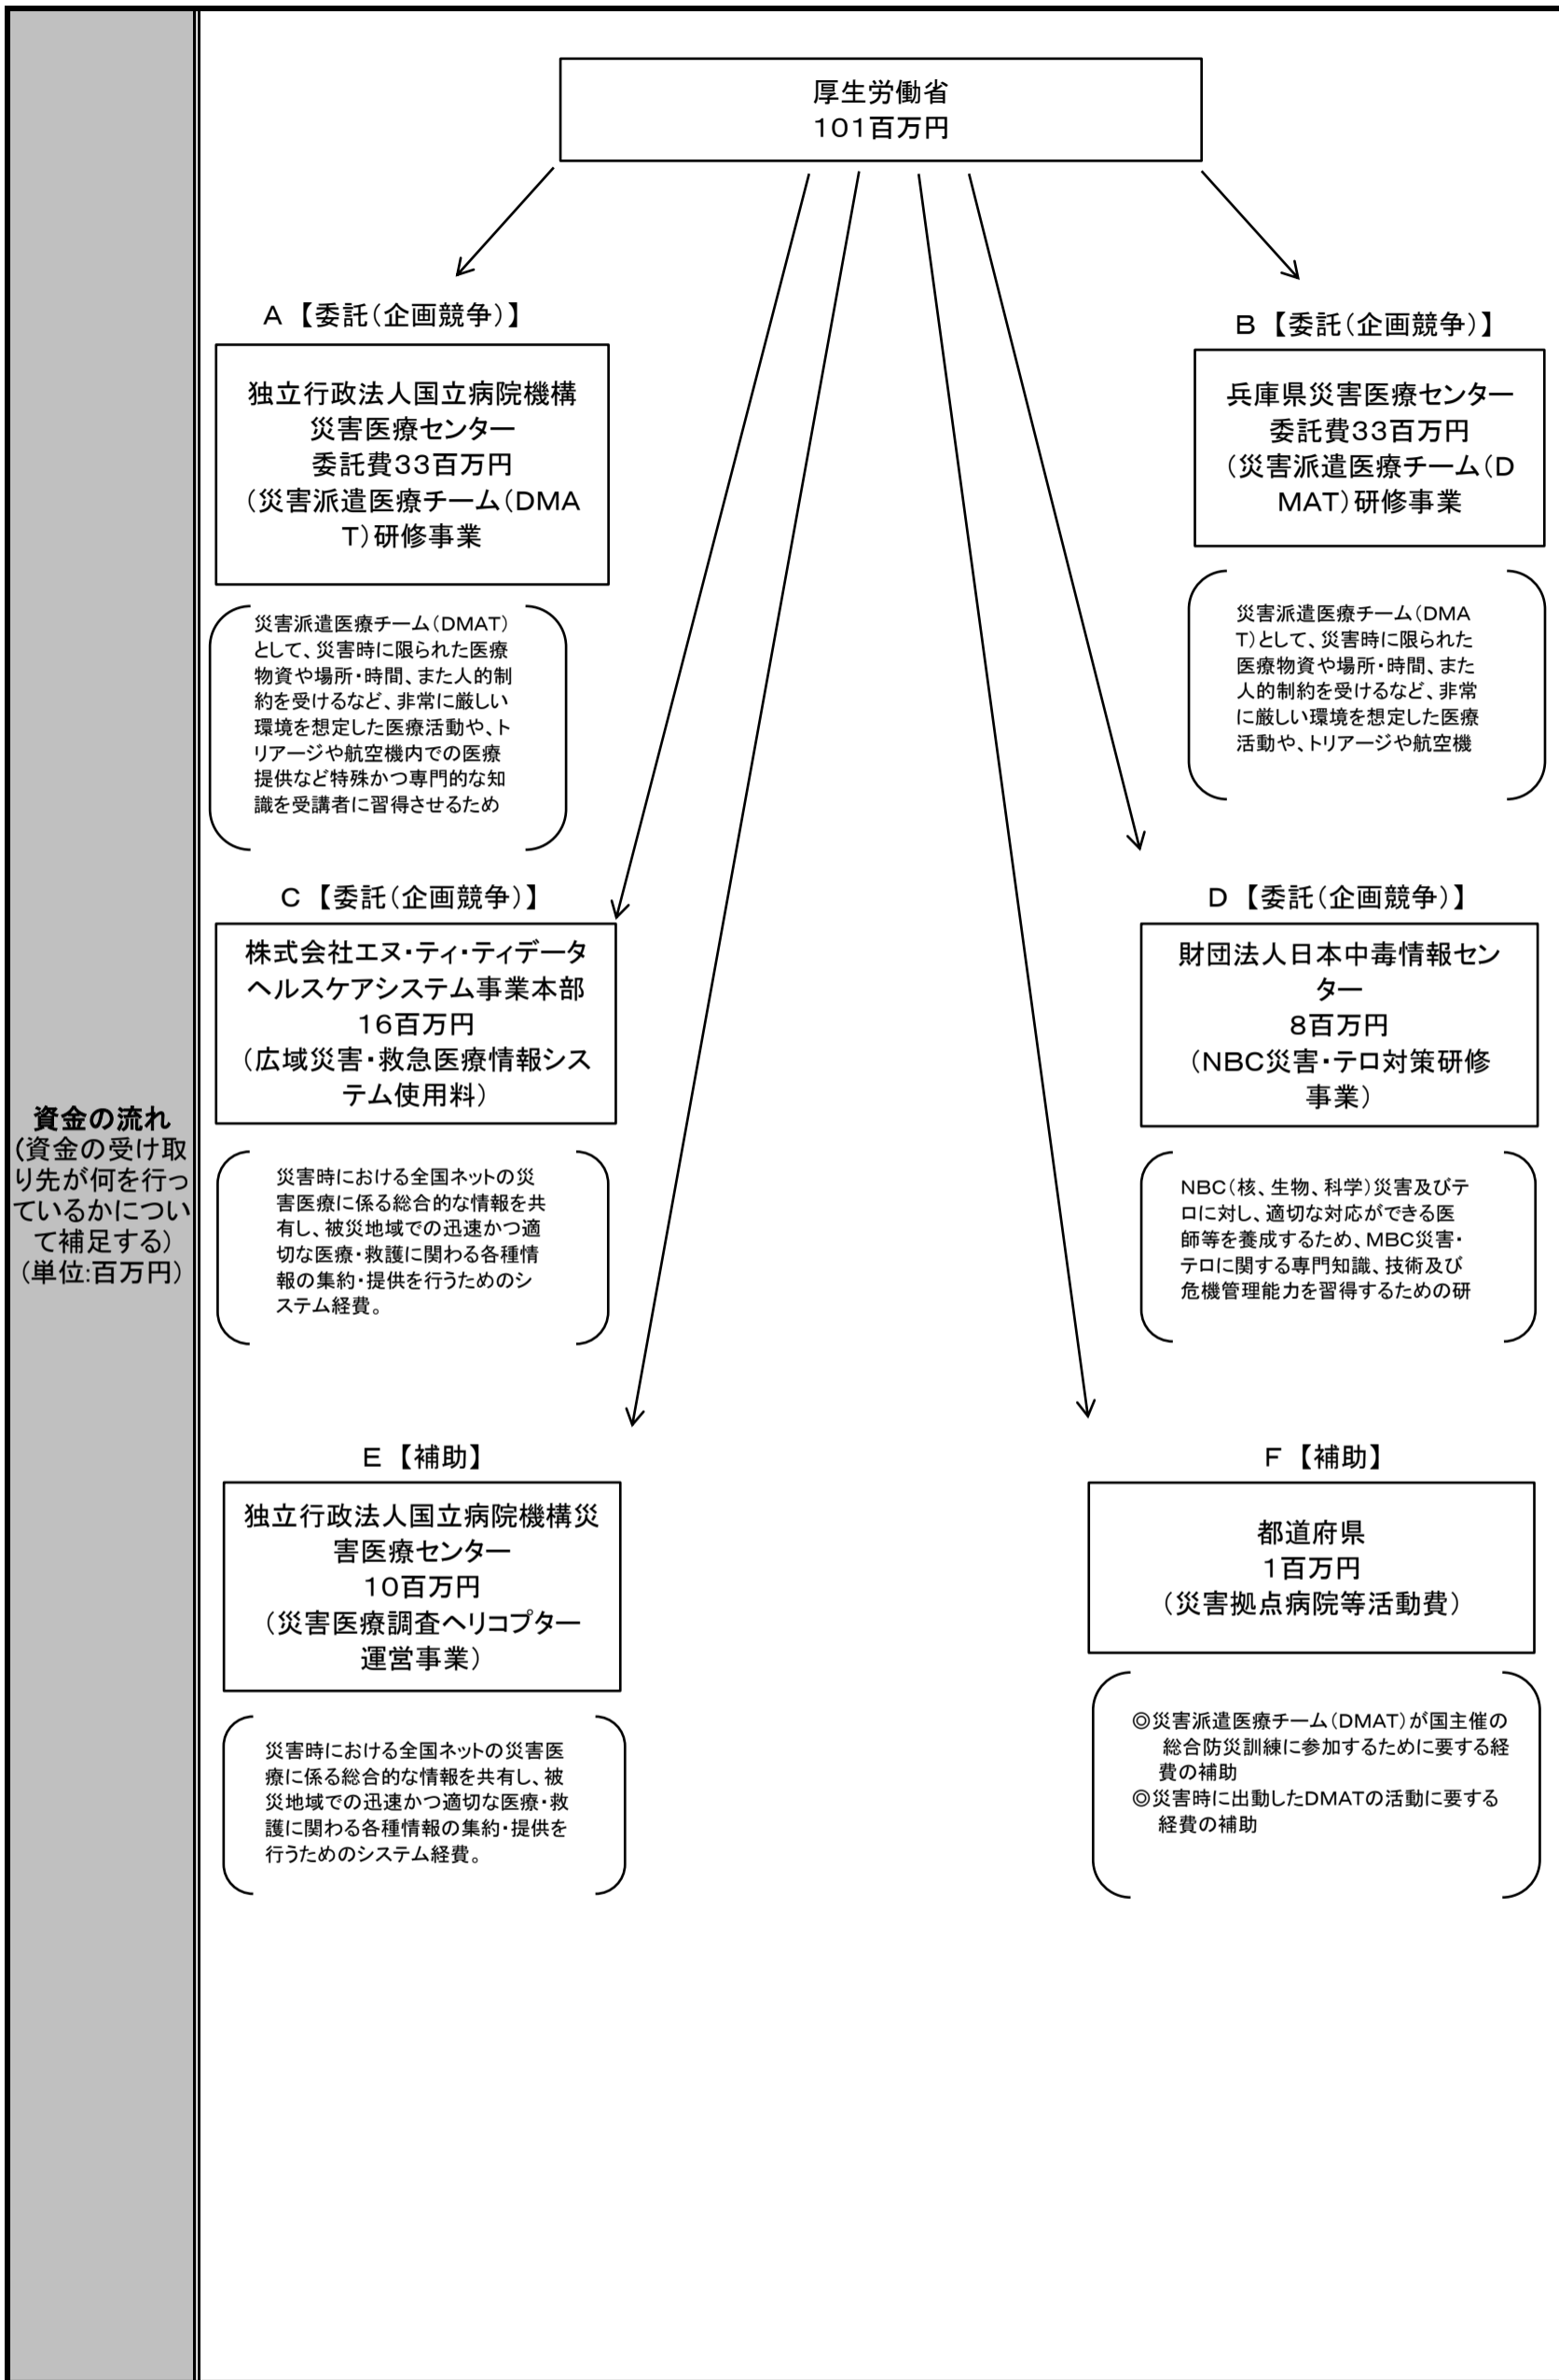 厚生労働省
101百万円
A 【委託(企画競争)】
独立行政法人国立病院機構
災害医療センター
委託費33百万円
(災害派遣医療チーム(DMA
T)研修事業
災害派遣医療チーム(DMAT)
として、災害時に限られた医療
物資や場所・時間、また人的制
約を受けるなど、非常に厳しい
環境を想定した医療活動や、ト
リアージや航空機内での医療
提供など特殊かつ専門的な知
識を受講者に習得させるため
B 【委託(企画競争)】
兵庫県災害医療センター
委託費33百万円
(災害派遣医療チーム(D
MAT)研修事業
災害派遣医療チーム(DMA
T)として、災害時に限られた
医療物資や場所・時間、また
人的制約を受けるなど、非常
に厳しい環境を想定した医療
活動や、トリアージや航空機
C 【委託(企画競争)】
株式会社エヌ・ティ・ティデータ
ヘルスケアシステム事業本部
16百万円
(広域災害・救急医療情報シス
テム使用料)
災害時における全国ネットの災
害医療に係る総合的な情報を共
有し、被災地域での迅速かつ適
切な医療・救護に関わる各種情
報の集約・提供を行うためのシ
ステム経費。
D 【委託(企画競争)】
財団法人日本中毒情報セン
ター
8百万円
(NBC災害・テロ対策研修
事業)
NBC(核、生物、科学)災害及びテ
ロに対し、適切な対応ができる医
師等を養成するため、MBC災害・
テロに関する専門知識、技術及び
危機管理能力を習得するための研
資金の流れ
(資金の受け取
り先が何を行っ
ているかについ
て補足する)
(単位:百万円)
E 【補助】
独立行政法人国立病院機構災
害医療センター
10百万円
(災害医療調査ヘリコプター
運営事業)
災害時における全国ネットの災害医
療に係る総合的な情報を共有し、被
災地域での迅速かつ適切な医療・救
護に関わる各種情報の集約・提供を
行うためのシステム経費。
F 【補助】
都道府県
1百万円
(災害拠点病院等活動費)
◎災害派遣医療チーム(DMAT)が国主催の
総合防災訓練に参加するために要する経
費の補助
◎災害時に出動したDMATの活動に要する
経費の補助